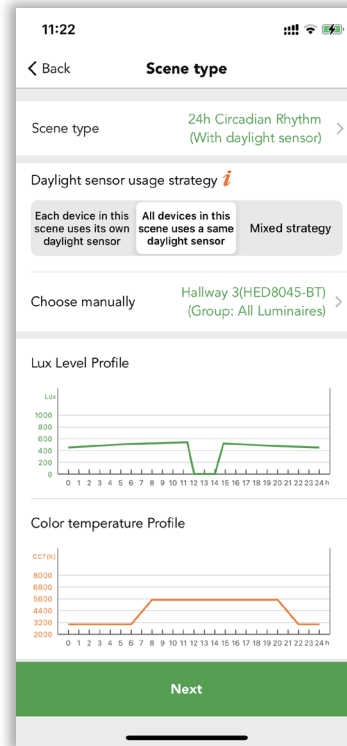 11:22
Back
Scene type
Scene type
24h Circadian Rhythm
(With daylight sensor)
Daylight sensor usage strategy i
Each device in this
scene uses its own
daylight sensor
All devices in this
scene uses a same
daylight sensor
Mixed strategy
Choose manually
Hallway 3(HED8045-BT)
(Group: All Luminaires)
Lux Level Profile
Lux
1000
800
600
400
200
0
0 1 2 3 4 5 6 7 8 9 10 11 12 13 14 15 16 17 18 19 20 21 22 23 24 h
Color temperature Profile
CCT(K)
8000
6800
5600
4400
3200
2000
0 1 2 3 4 5 6 7 8 9 10 11 12 13 14 15 16 17 18 19 20 21 22 23 24 h
Next